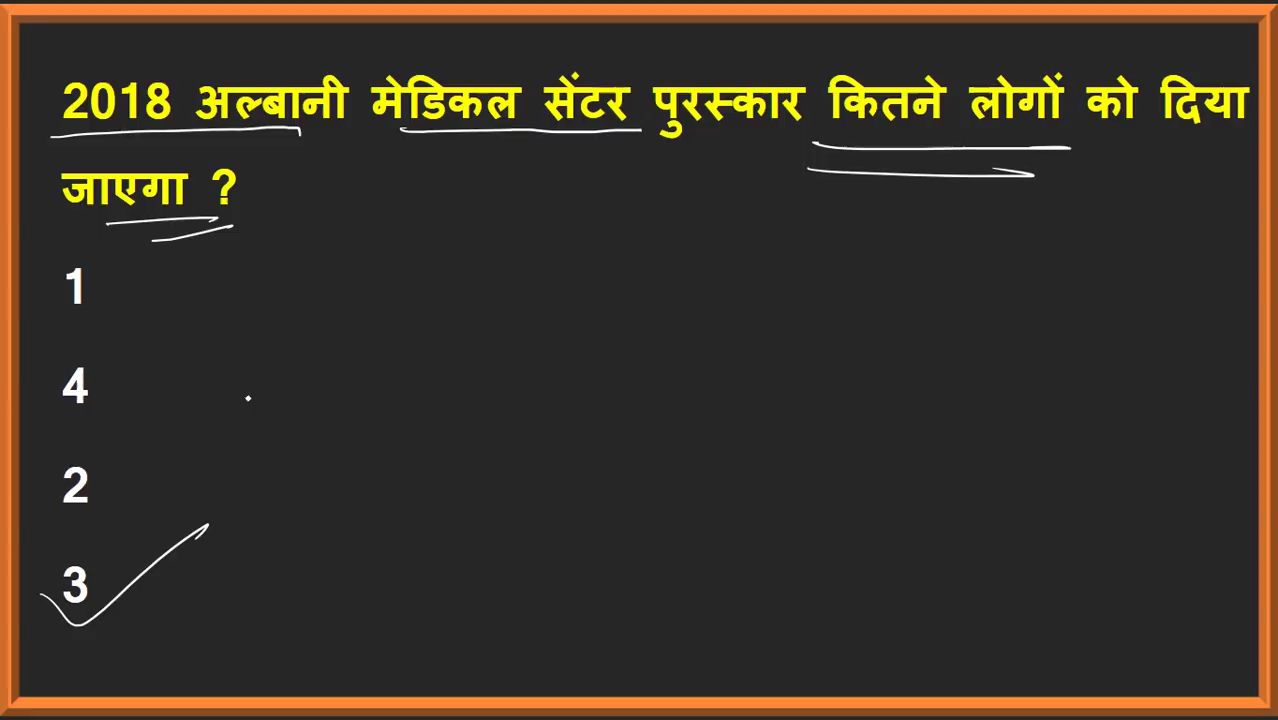 2018 अल्बानी मेडिकल सेंटर पुरस्कार कितने लोगों को दिया
जाएगा ?
1
4
2
3